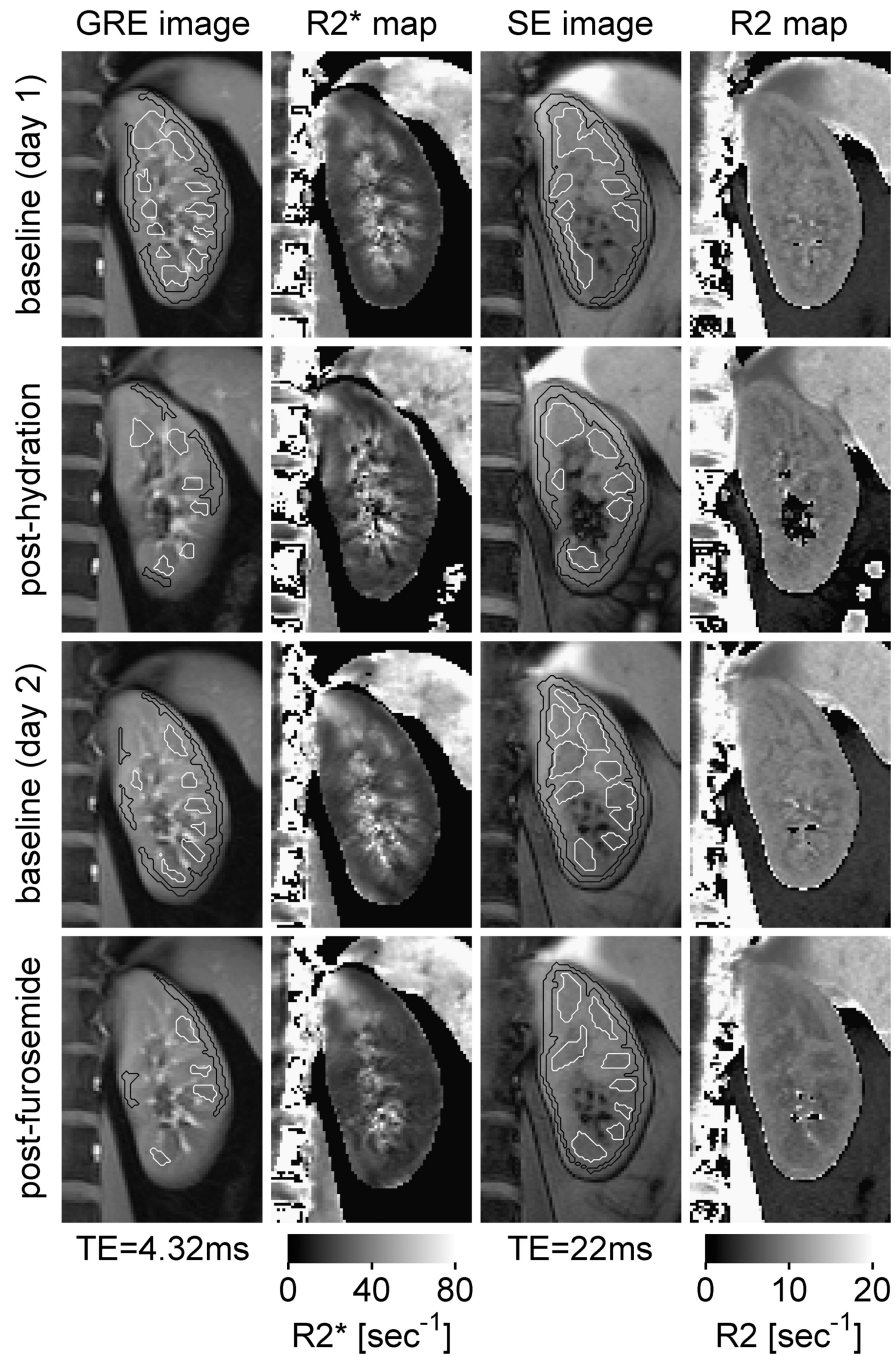 GRE image R2* map SE image R2 map
baseline (day 1)
post-hydration
baseline (day 2)
post-furosemide
TE=4.32ms TE=22ms
0 40 80 0 10 20
R2* [sec⁻¹] R2 [sec⁻¹]